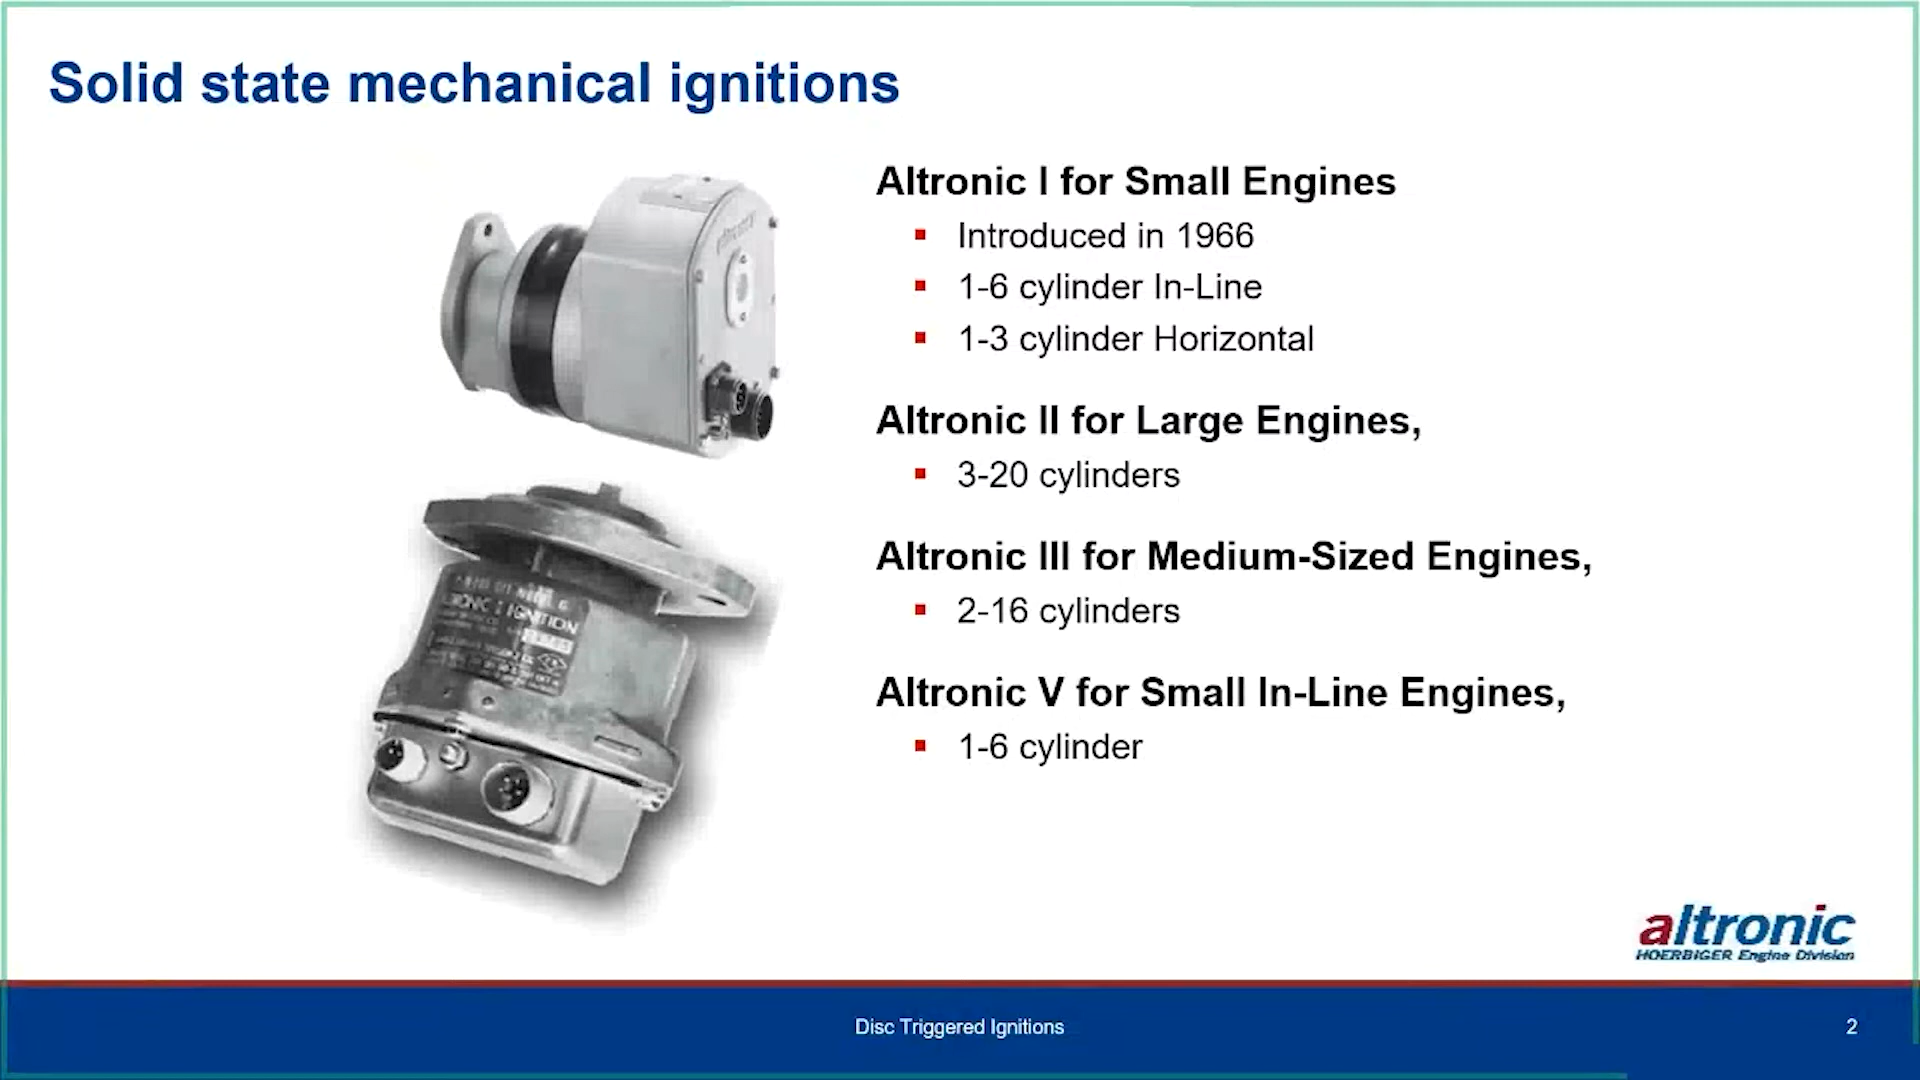 Solid state mechanical ignitions
Altronic I for Small Engines
Introduced in 1966
1-6 cylinder In-Line
1-3 cylinder Horizontal
Altronic II for Large Engines,
3-20 cylinders
Altronic III for Medium-Sized Engines,
2-16 cylinders
Altronic V for Small In-Line Engines,
1-6 cylinder
IGNITION
altronic
HOERBIGER Engine Division
Disc Triggered Ignitions
2